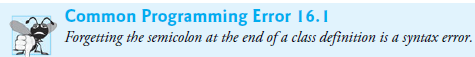 Common Programming Error 16.1
Forgetting the semicolon at the end of a class definition is a syntax error.